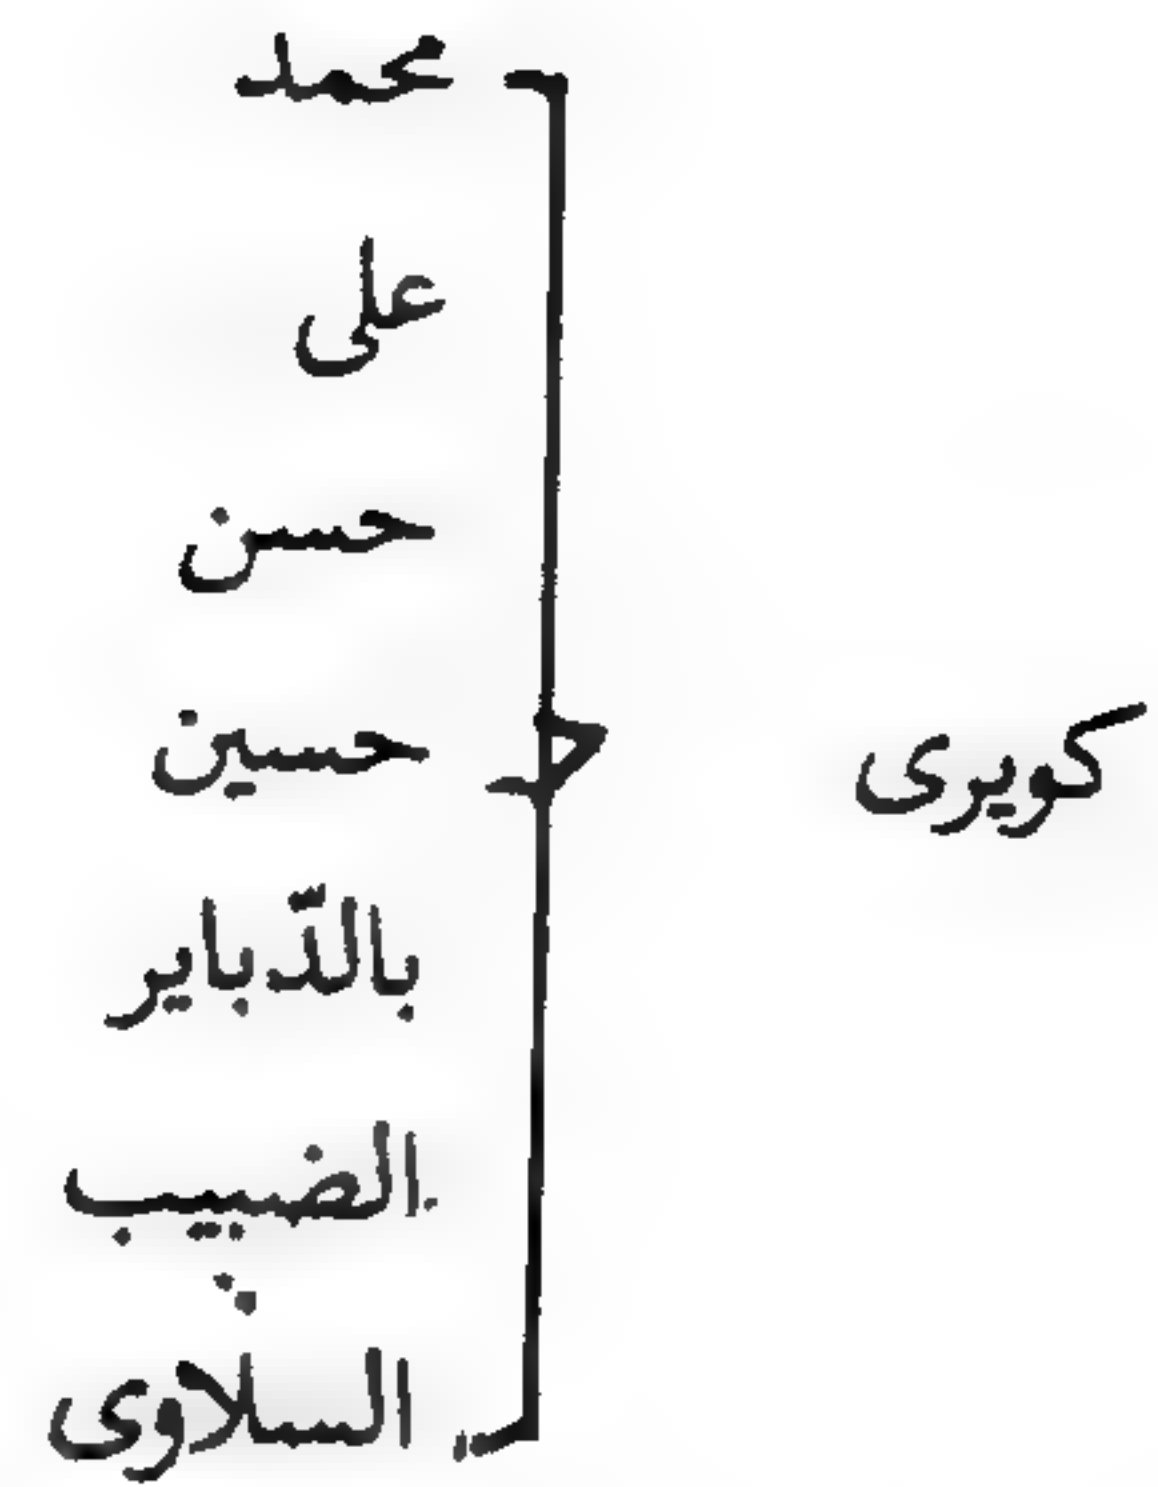 محمد
على
حسن
كويرى
حسين
بالدّباير
الضبيب
السلاوى